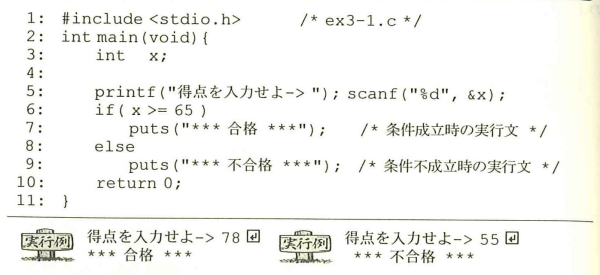 1: #include <stdio.h> /* ex3-1.c */
2: int main(void){
3: int x;
4:
5: printf("得点を入力せよ-> "); scanf("%d", &x);
6: if( x >= 65 )
7: puts("*** 合格 ***"); /* 条件成立時の実行文 */
8: else
9: puts("*** 不合格 ***"); /* 条件不成立時の実行文 */
10: return 0;
11: }
実行例 得点を入力せよ-> 78 ↵
*** 合格 ***
実行例 得点を入力せよ-> 55 ↵
*** 不合格 ***